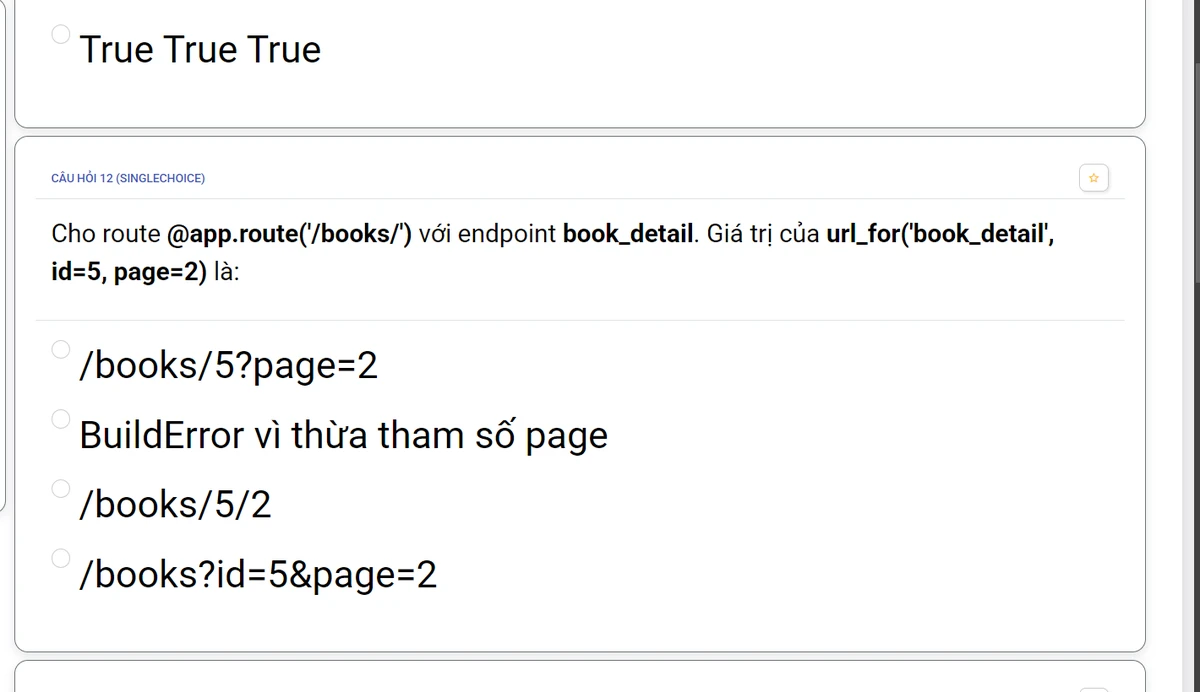 True True True
CÂU HỎI 12 (SINGLECHOICE)
Cho route @app.route('/books/') với endpoint book_detail. Giá trị của url_for('book_detail',
id=5, page=2) là:
/books/5?page=2
BuildError vì thừa tham số page
/books/5/2
/books?id=5&page=2